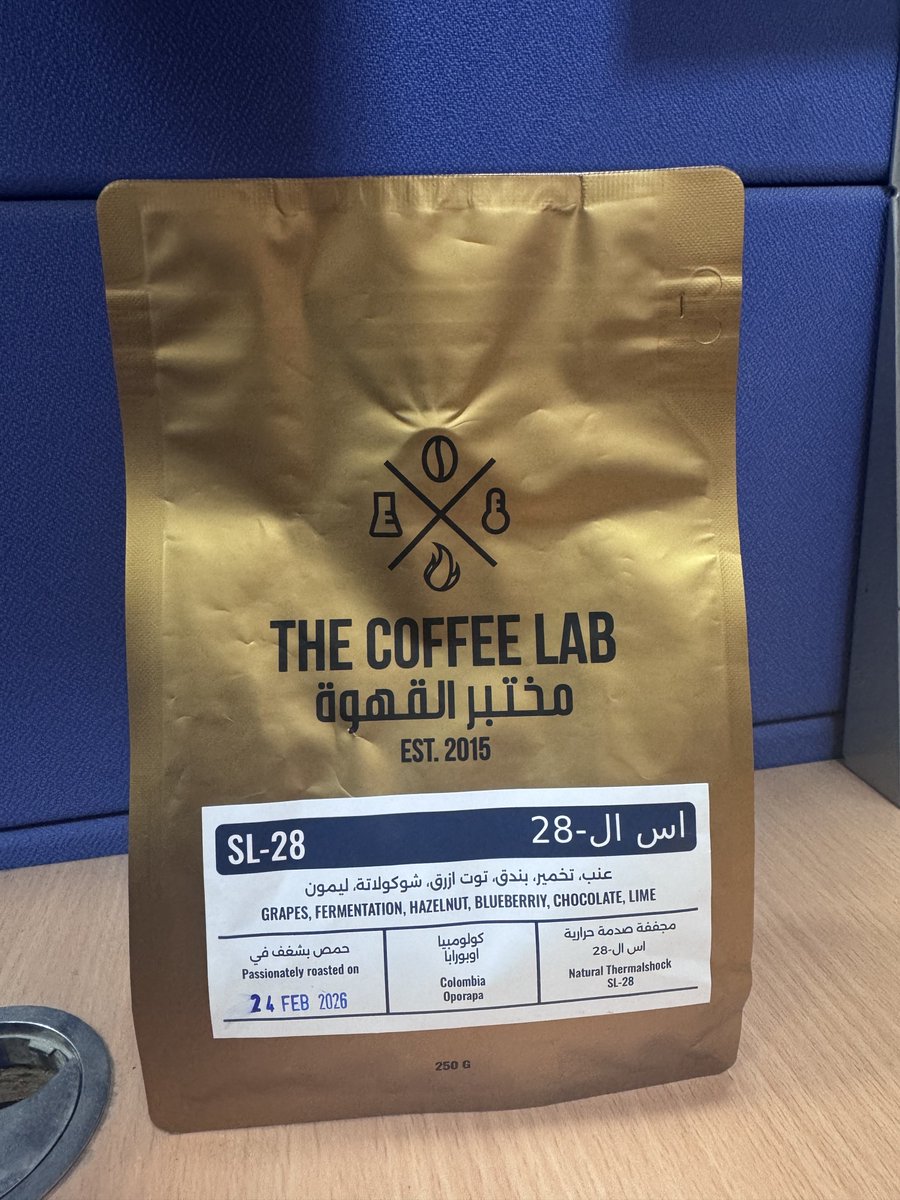 THE COFFEE LAB
مختبر القهوة
EST. 2015
SL-28
اس ال-28
عنب، تخمير، بندق، توت ازرق، شوكولاتة، ليمون
GRAPES, FERMENTATION, HAZELNUT, BLUEBERRIY, CHOCOLATE, LIME
حمص بشغف في
Passionately roasted on
24 FEB 2026
كولومبيا
اوبورابا
Colombia
Oporapa
مجففة صدمة حرارية
اس ال-28
Natural Thermalshock
SL-28
250 G